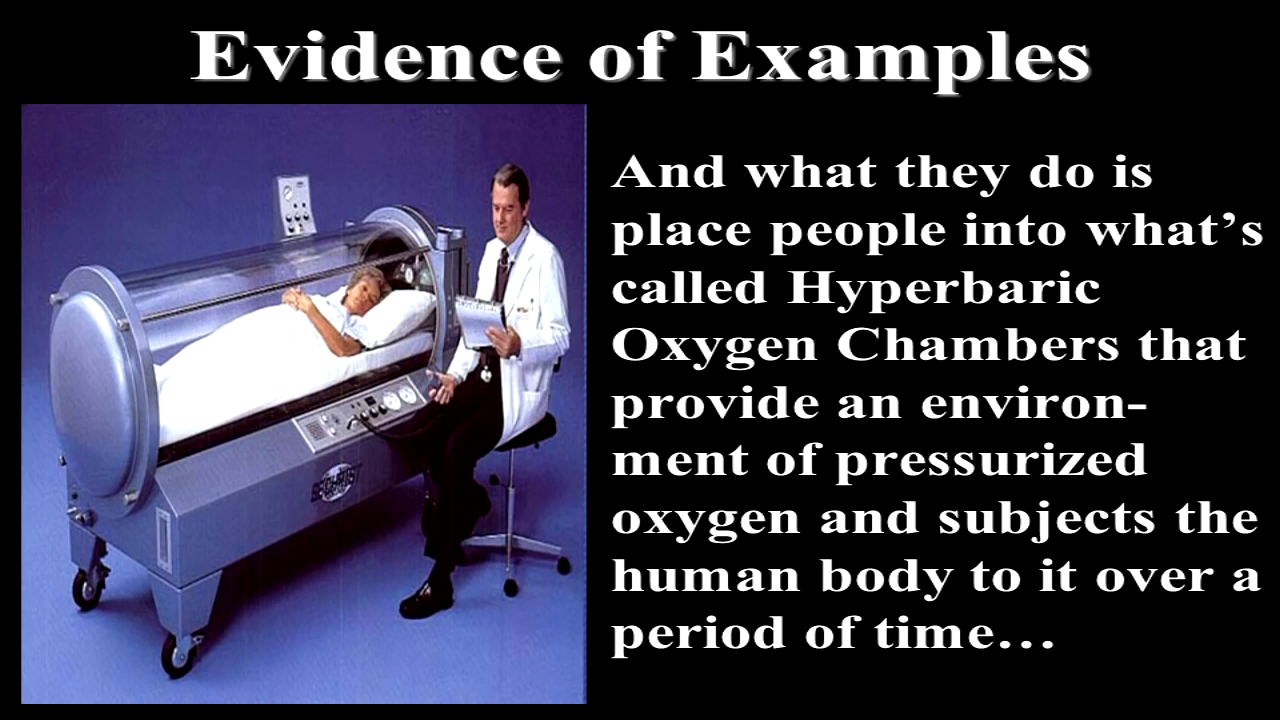 Evidence of Examples
And what they do is
place people into what’s
called Hyperbaric
Oxygen Chambers that
provide an environ-
ment of pressurized
oxygen and subjects the
human body to it over a
period of time…
SECHRIST